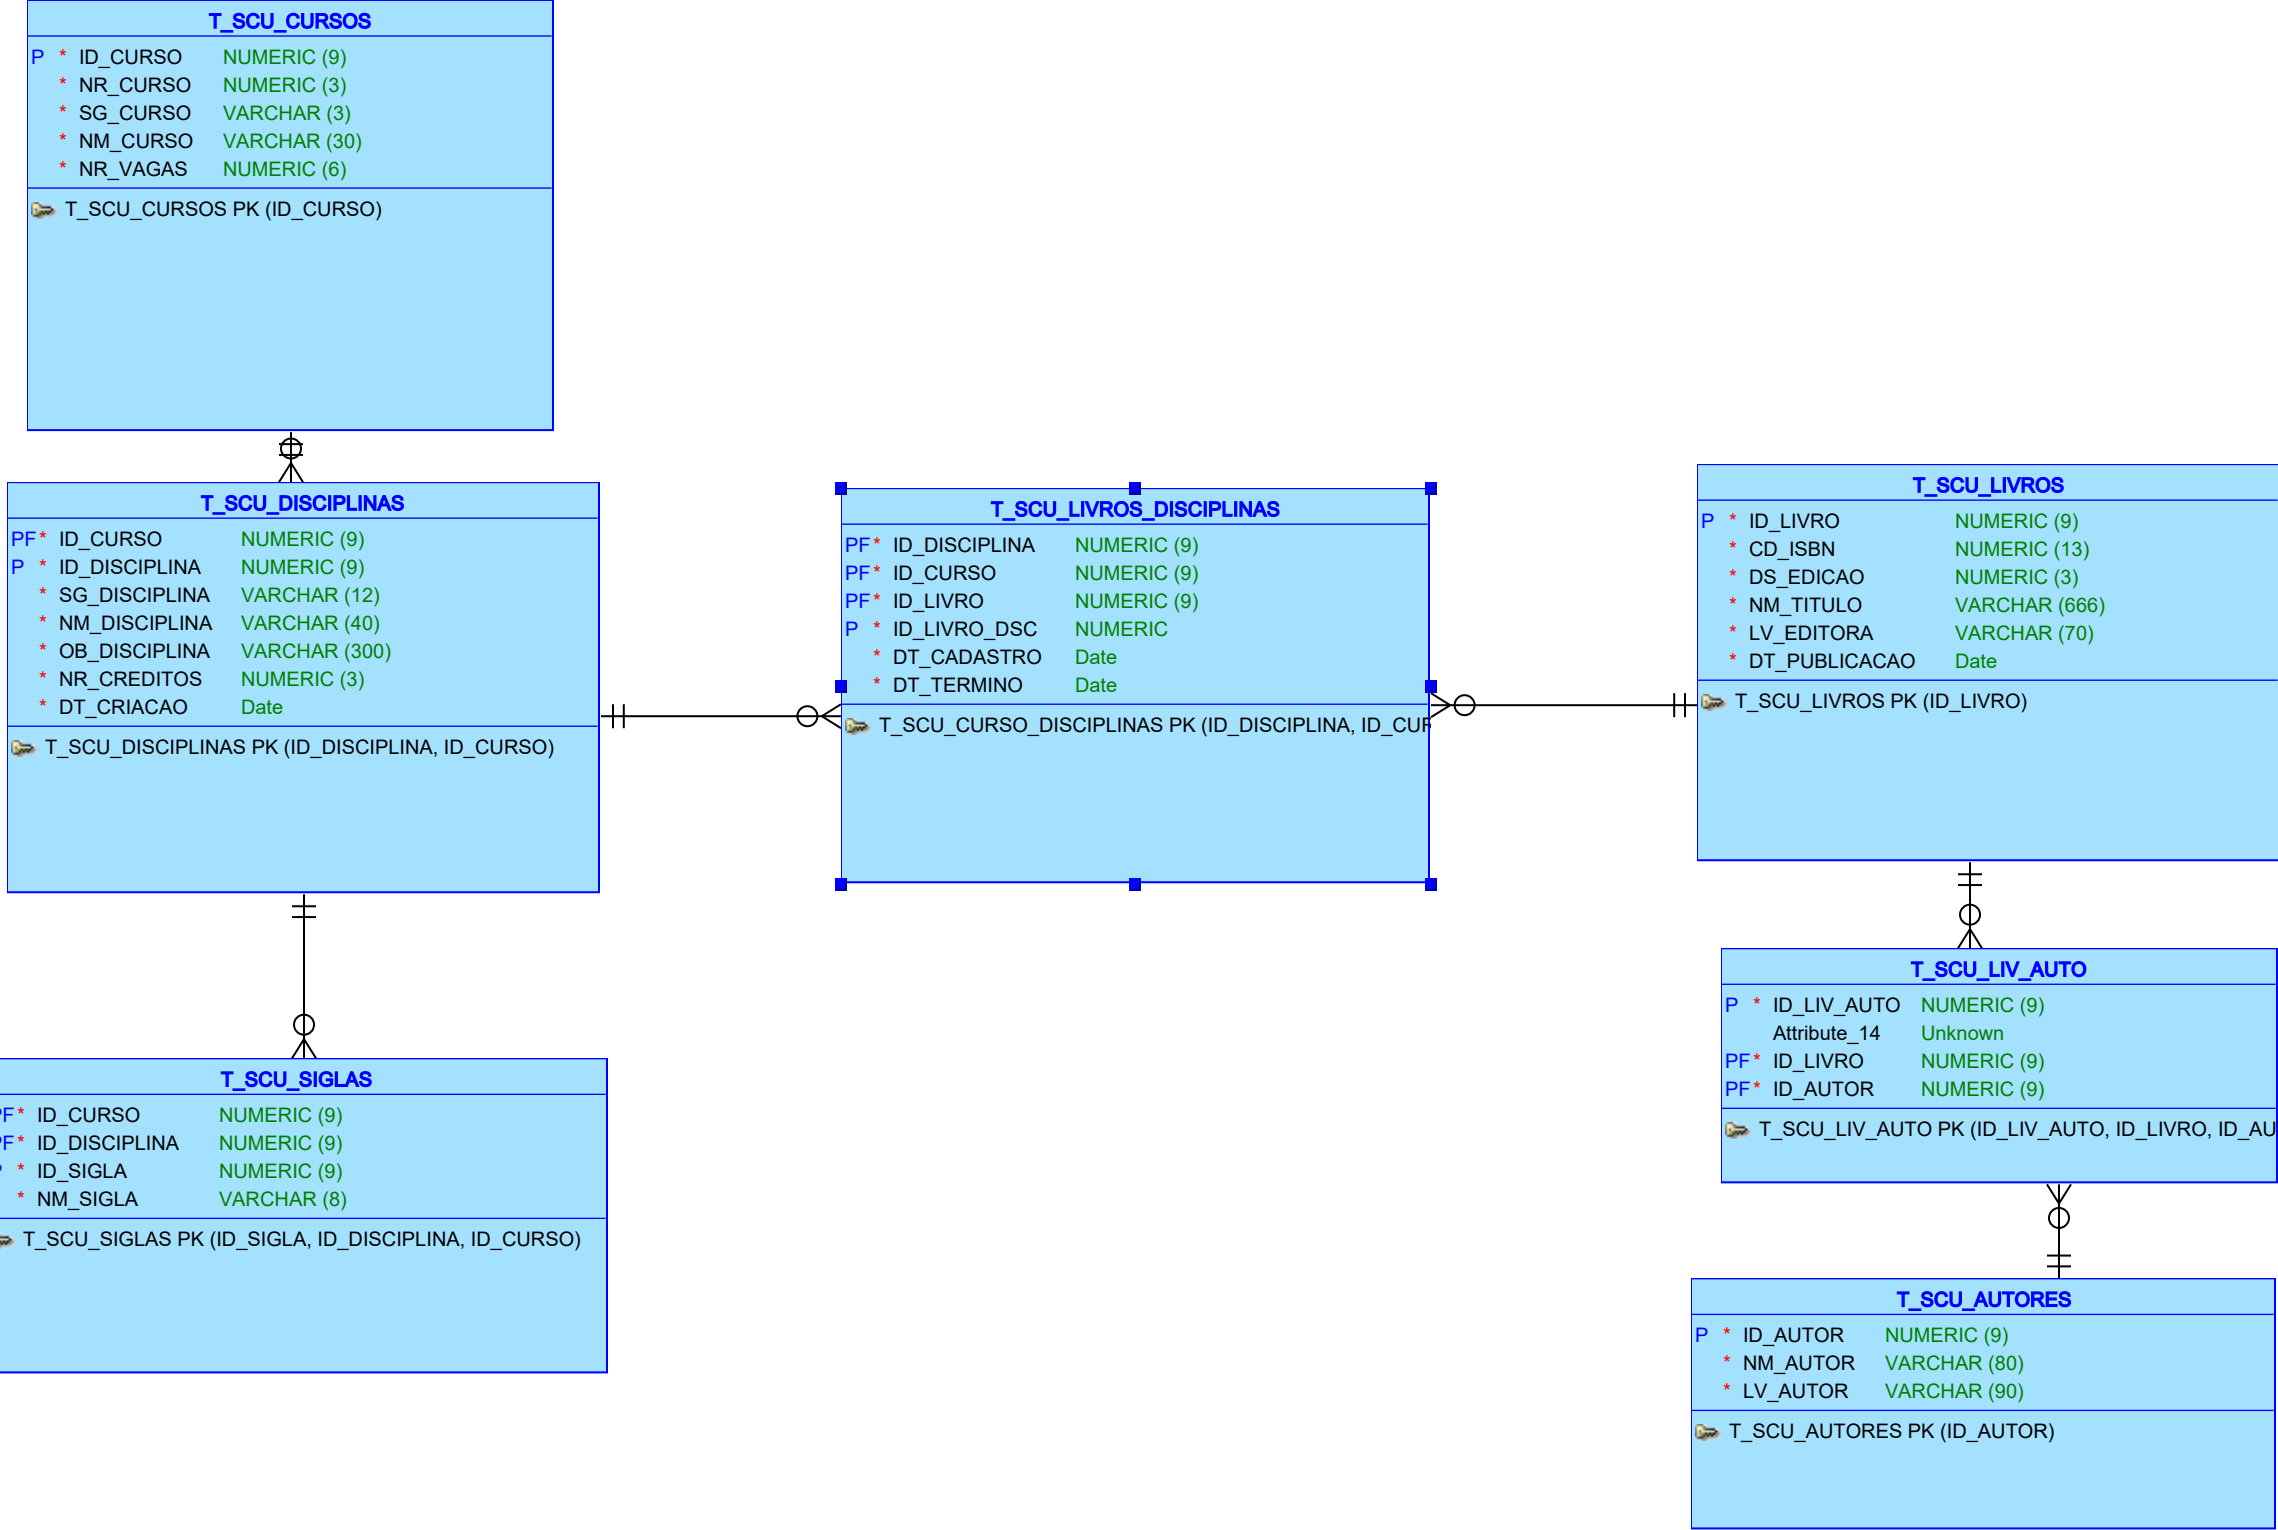 T_SCU_CURSOS
P * ID_CURSO NUMERIC (9)
* NR_CURSO NUMERIC (3)
* SG_CURSO VARCHAR (3)
* NM_CURSO VARCHAR (30)
* NR_VAGAS NUMERIC (6)
T_SCU_CURSOS PK (ID_CURSO)
T_SCU_DISCIPLINAS
PF* ID_CURSO NUMERIC (9)
P * ID_DISCIPLINA NUMERIC (9)
* SG_DISCIPLINA VARCHAR (12)
* NM_DISCIPLINA VARCHAR (40)
* OB_DISCIPLINA VARCHAR (300)
* NR_CREDITOS NUMERIC (3)
* DT_CRIACAO Date
T_SCU_DISCIPLINAS PK (ID_DISCIPLINA, ID_CURSO)
T_SCU_LIVROS_DISCIPLINAS
PF* ID_DISCIPLINA NUMERIC (9)
PF* ID_CURSO NUMERIC (9)
PF* ID_LIVRO NUMERIC (9)
P * ID_LIVRO_DSC NUMERIC
* DT_CADASTRO Date
* DT_TERMINO Date
T_SCU_CURSO_DISCIPLINAS PK (ID_DISCIPLINA, ID_CUR
T_SCU_LIVROS
P * ID_LIVRO NUMERIC (9)
* CD_ISBN NUMERIC (13)
* DS_EDICAO NUMERIC (3)
* NM_TITULO VARCHAR (666)
* LV_EDITORA VARCHAR (70)
* DT_PUBLICACAO Date
T_SCU_LIVROS PK (ID_LIVRO)
T_SCU_SIGLAS
F* ID_CURSO NUMERIC (9)
F* ID_DISCIPLINA NUMERIC (9)
* ID_SIGLA NUMERIC (9)
* NM_SIGLA VARCHAR (8)
T_SCU_SIGLAS PK (ID_SIGLA, ID_DISCIPLINA, ID_CURSO)
T_SCU_LIV_AUTO
P * ID_LIV_AUTO NUMERIC (9)
Attribute_14 Unknown
PF* ID_LIVRO NUMERIC (9)
PF* ID_AUTOR NUMERIC (9)
T_SCU_LIV_AUTO PK (ID_LIV_AUTO, ID_LIVRO, ID_AU
T_SCU_AUTORES
P * ID_AUTOR NUMERIC (9)
* NM_AUTOR VARCHAR (80)
* LV_AUTOR VARCHAR (90)
T_SCU_AUTORES PK (ID_AUTOR)